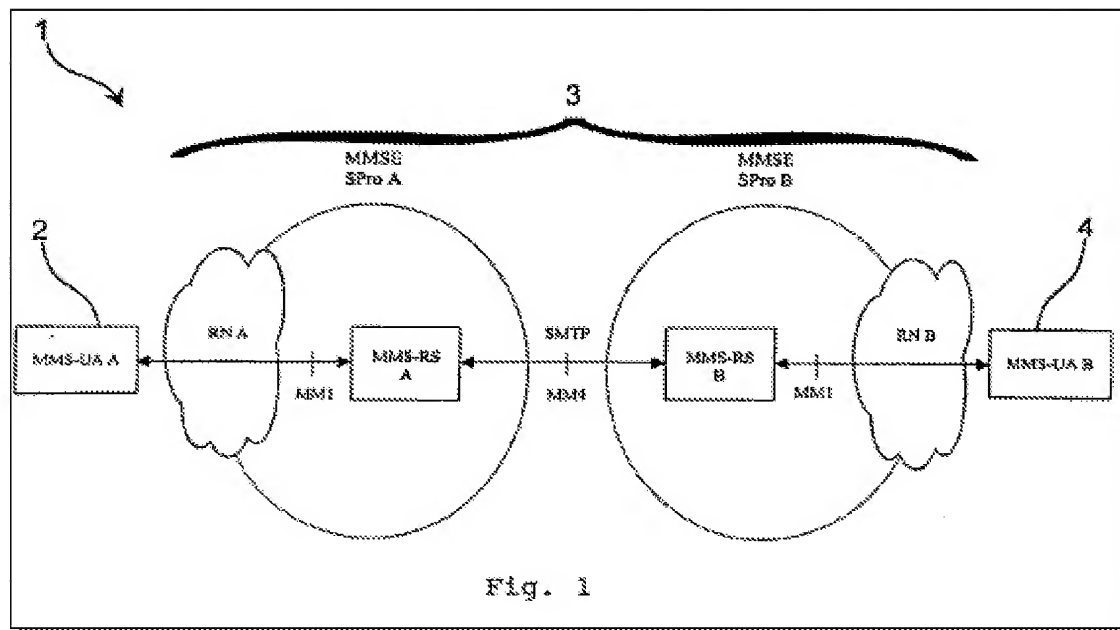 1
3
MMSE
SPro A
MMSE
SPro B
2
4
RN A
SMTP
RN B
MMS-UA A
MMS-RS
A
MMS-RS
B
MMS-UA B
MM1
MM4
MM1
Fig. 1